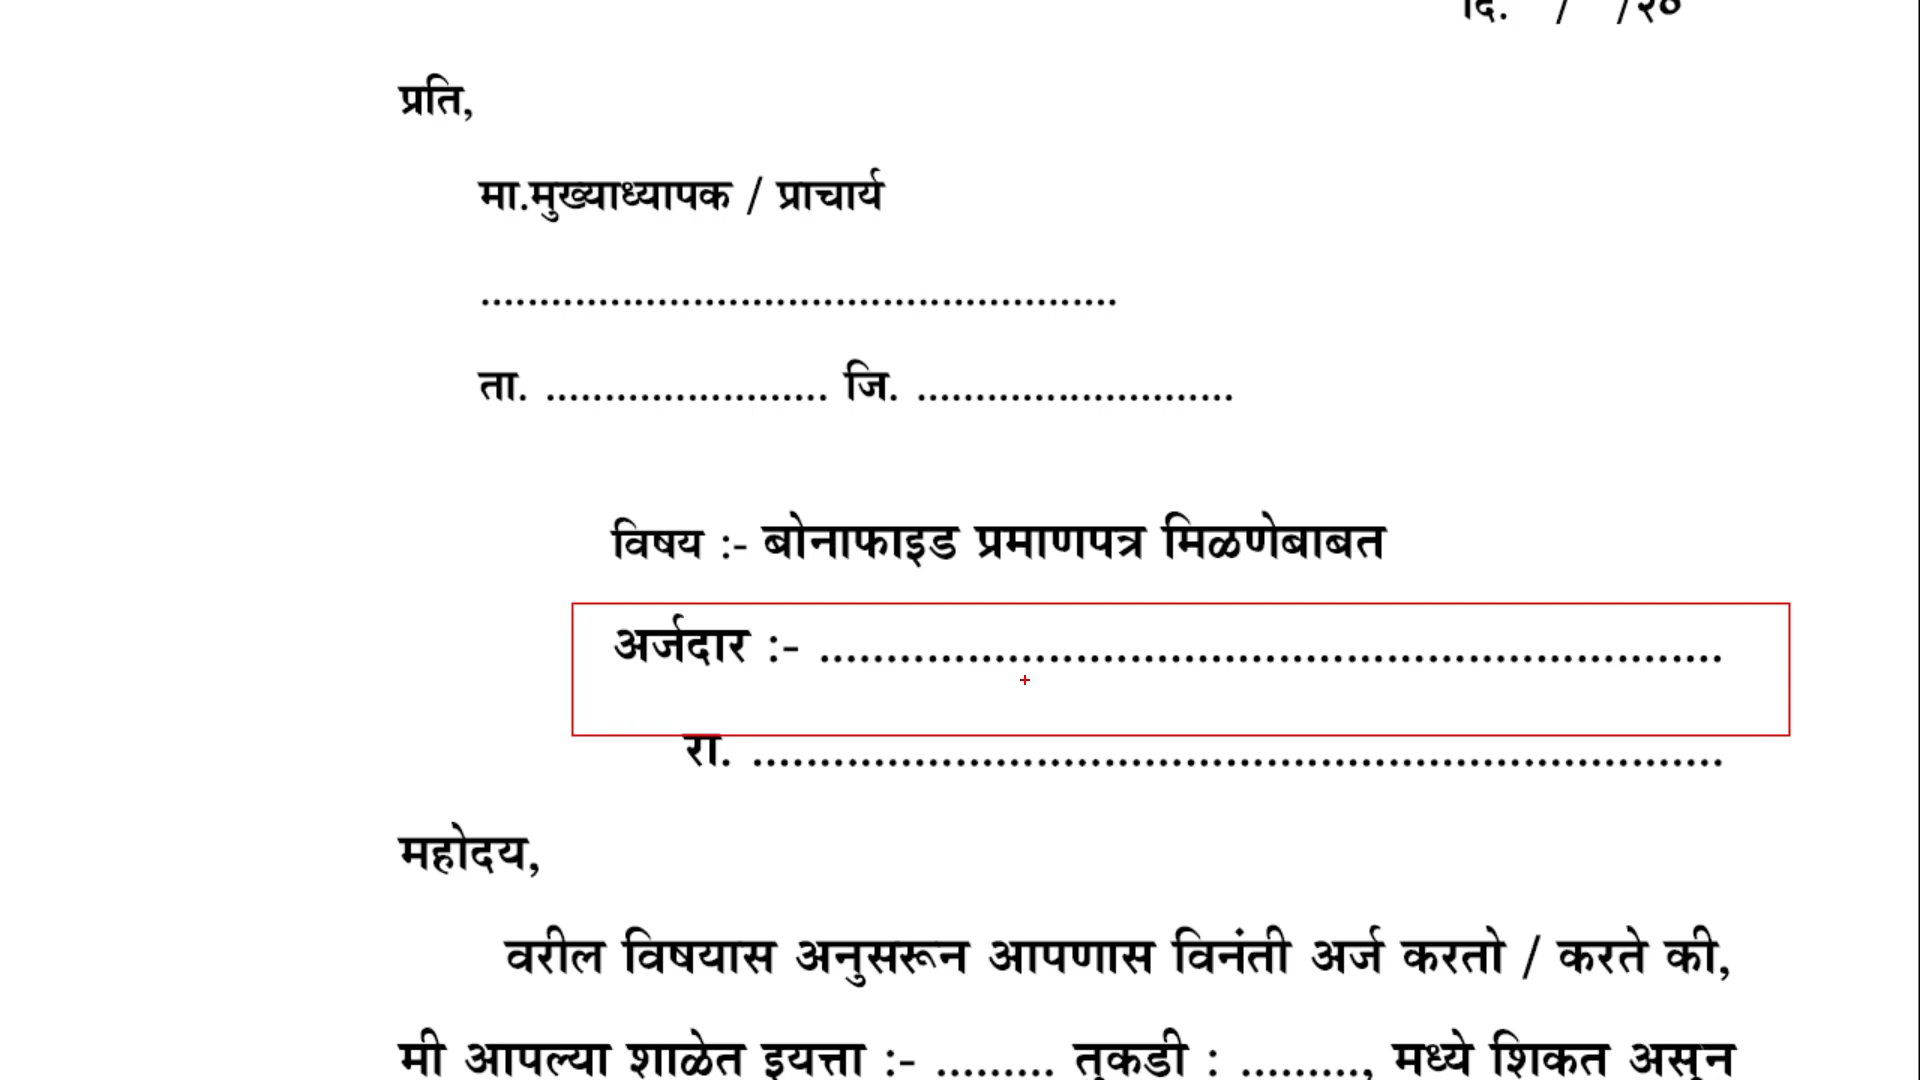 दि. / /२०
प्रति,
मा.मुख्याध्यापक / प्राचार्य
.......................................................
ता. ........................ जि. ...........................
विषय :- बोनाफाइड प्रमाणपत्र मिळणेबाबत
अर्जदार :- ....................................................................
रा. ........................................................................
महोदय,
वरील विषयास अनुसरून आपणास विनंती अर्ज करतो / करते की,
मी आपल्या शाळेत इयत्ता :- ......... तुकडी : ........., मध्ये शिकत असून